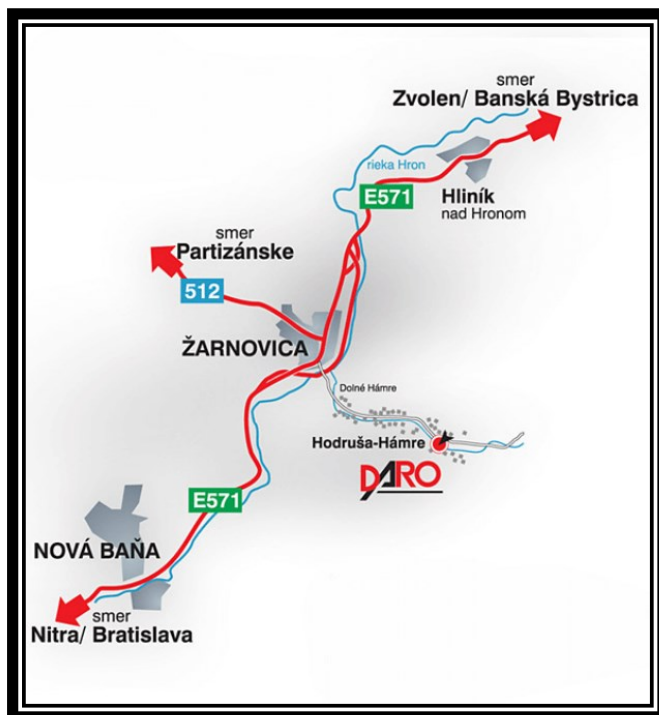 smer
Zvolen/ Banská Bystrica
rieka Hron
E571
Hliník
nad Hronom
smer
Partizánske
512
ŽARNOVICA
Dolné Hámre
Hodruša-Hámre
DARO
E571
NOVÁ BAŇA
smer
Nitra/ Bratislava